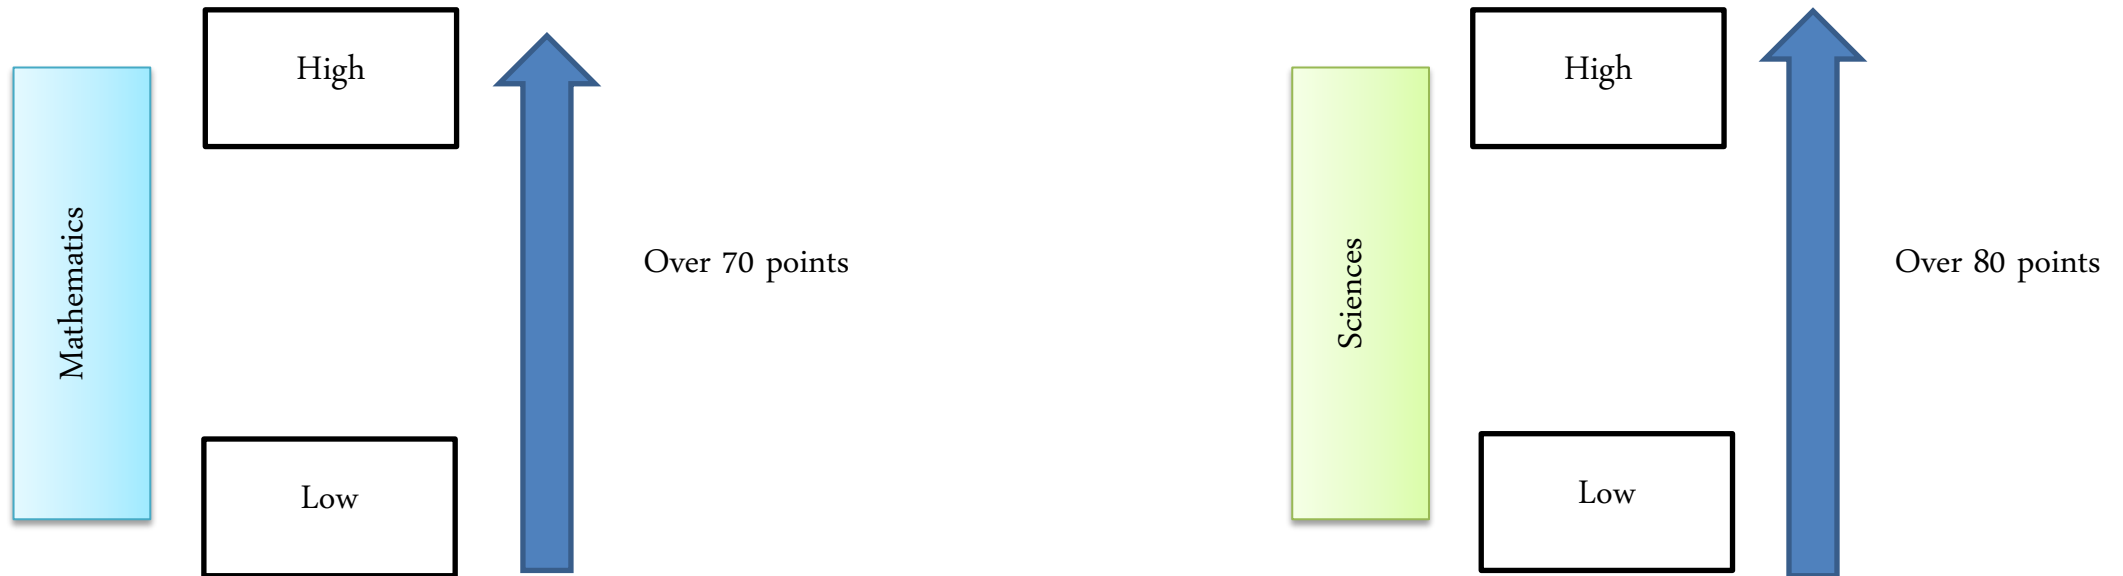 Mathematics
High
Over 70 points
Low
Sciences
High
Over 80 points
Low